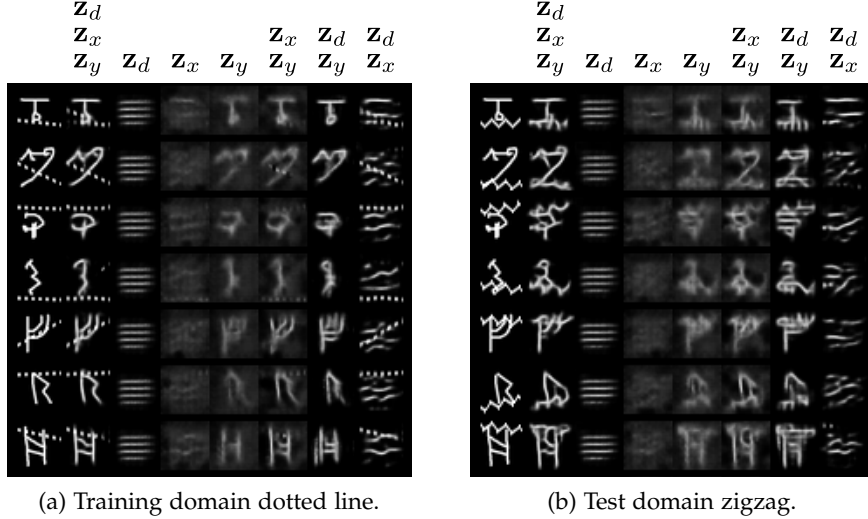 z_d z_d
z_x z_x
z_x z_d z_d z_x z_d z_d
z_y z_d z_x z_y z_y z_y z_x z_y z_d z_x z_y z_y z_y z_x
(a) Training domain dotted line. (b) Test domain zigzag.